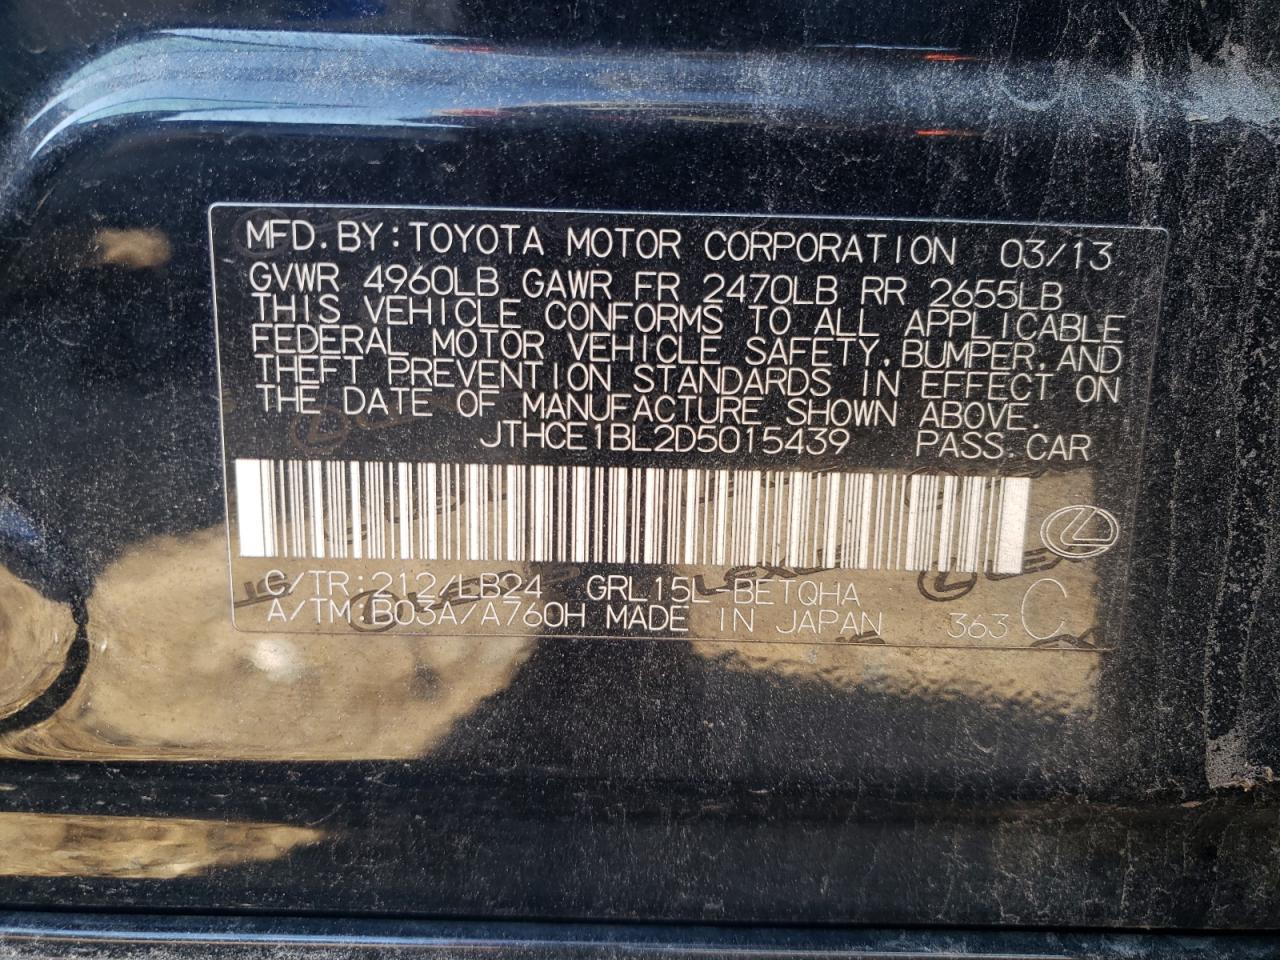 MFD.BY:TOYOTA MOTOR CORPORATION 03/13
GVWR 4960LB GAWR FR 2470LB RR 2655LB
THIS VEHICLE CONFORMS TO ALL APPLICABLE
FEDERAL MOTOR VEHICLE SAFETY,BUMPER,AND
THEFT PREVENTION STANDARDS IN EFFECT ON
THE DATE OF MANUFACTURE SHOWN ABOVE.
JTHCE1BL2D5015439 PASS.CAR
C/TR:212/LB24 GRL15L-BETQHA
A/TM:B03A/A760H MADE IN JAPAN 363 C